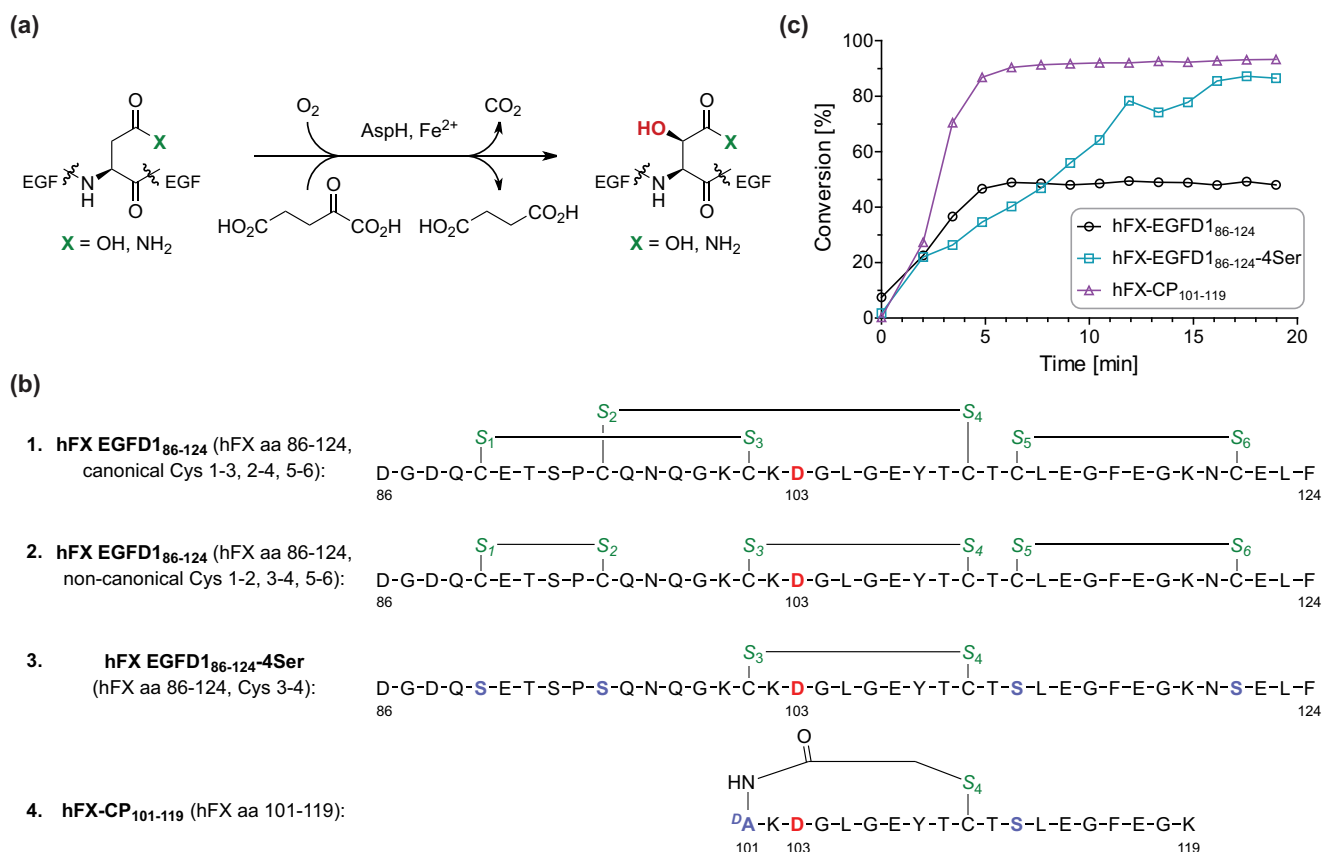 (a)
O2
CO2
AspH, Fe2+
O
X
EGF
N
H
O
EGF
HO2C
O
CO2H
HO2C
CO2H
HO
O
X
EGF
N
H
O
EGF
X = OH, NH2
X = OH, NH2
(c)
Conversion [%]
100
80
60
40
20
0
0
5
10
15
20
Time [min]
hFX-EGFD186-124
hFX-EGFD186-124-4Ser
hFX-CP101-119
(b)
1. hFX EGFD186-124 (hFX aa 86-124,
canonical Cys 1-3, 2-4, 5-6):
S2
S4
S1
S3
S5
S6
D-G-D-Q-C-E-T-S-P-C-Q-N-Q-G-K-C-K-D-G-L-G-E-Y-T-C-T-C-L-E-G-F-E-G-K-N-C-E-L-F
86
103
124
2. hFX EGFD186-124 (hFX aa 86-124,
non-canonical Cys 1-2, 3-4, 5-6):
S1
S2
S3
S4
S5
S6
D-G-D-Q-C-E-T-S-P-C-Q-N-Q-G-K-C-K-D-G-L-G-E-Y-T-C-T-C-L-E-G-F-E-G-K-N-C-E-L-F
86
103
124
3. hFX EGFD186-124-4Ser
(hFX aa 86-124, Cys 3-4):
S3
S4
D-G-D-Q-S-E-T-S-P-S-Q-N-Q-G-K-C-K-D-G-L-G-E-Y-T-C-T-S-L-E-G-F-E-G-K-N-S-E-L-F
86
103
124
4. hFX-CP101-119 (hFX aa 101-119):
O
HN
S4
DA-K-D-G-L-G-E-Y-T-C-T-S-L-E-G-F-E-G-K
101
103
119